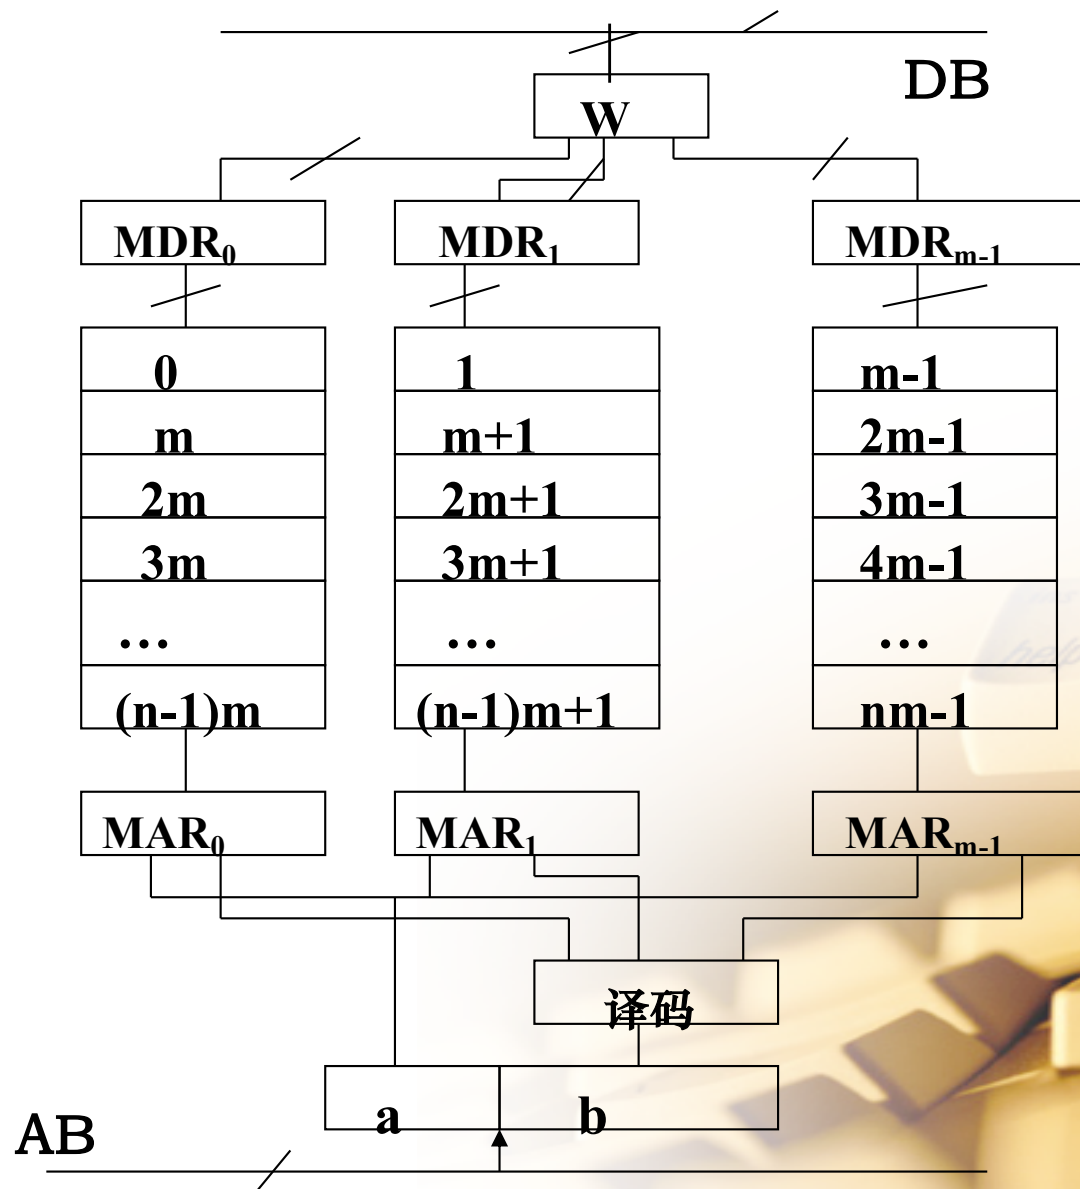 DB
W
MDR₀ MDR₁ MDRₘ₋₁
0 1 m-1
m m+1 2m-1
2m 2m+1 3m-1
3m 3m+1 4m-1
… … …
(n-1)m (n-1)m+1 nm-1
MAR₀ MAR₁ MARₘ₋₁
译码
a b
AB
help